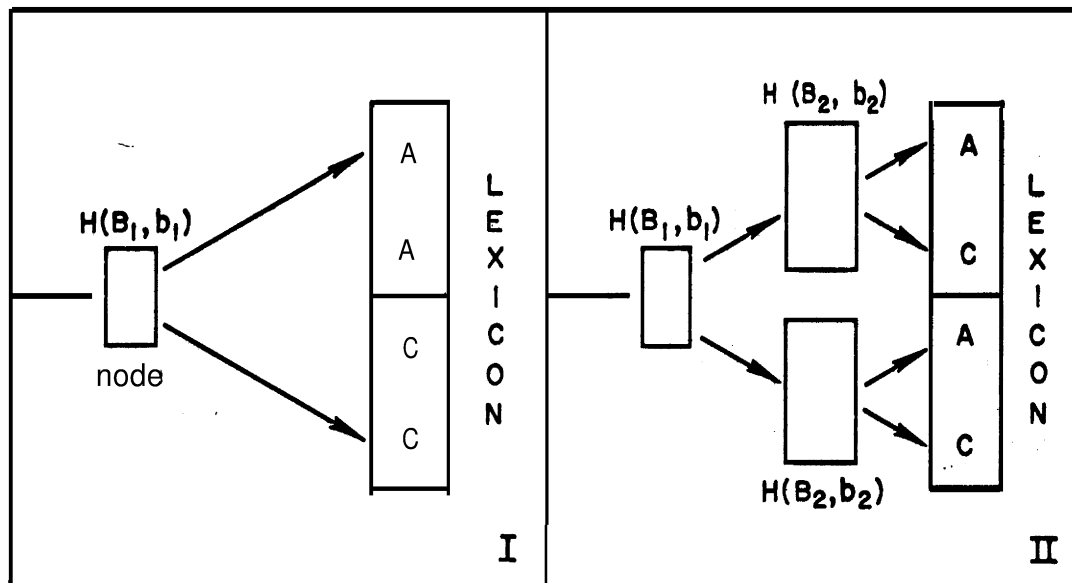 H(B₁, b₁)
node
A
A
C
C
LEXICON
I
H(B₁, b₁)
H (B₂, b₂)
H(B₂, b₂)
A
C
A
C
LEXICON
II